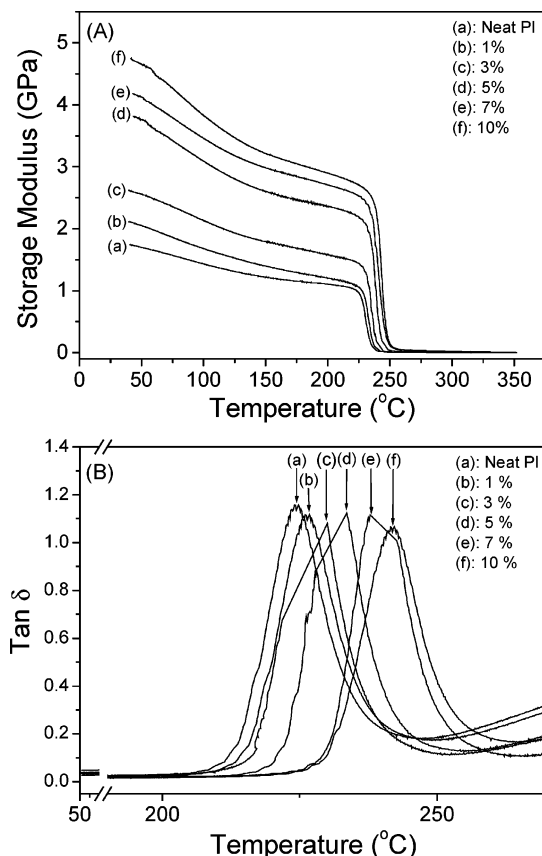 (A)
(a): Neat PI
(b): 1%
(c): 3%
(d): 5%
(e): 7%
(f): 10%
(f)
(e)
(d)
(c)
(b)
(a)
Storage Modulus (GPa)
5
4
3
2
1
0
0 50 100 150 200 250 300 350
Temperature (°C)
(B)
(a) (b) (c) (d) (e) (f)
(a): Neat PI
(b): 1 %
(c): 3 %
(d): 5 %
(e): 7 %
(f): 10 %
Tan δ
1.4
1.2
1.0
0.8
0.6
0.4
0.2
0.0
50 200 250
Temperature (°C)